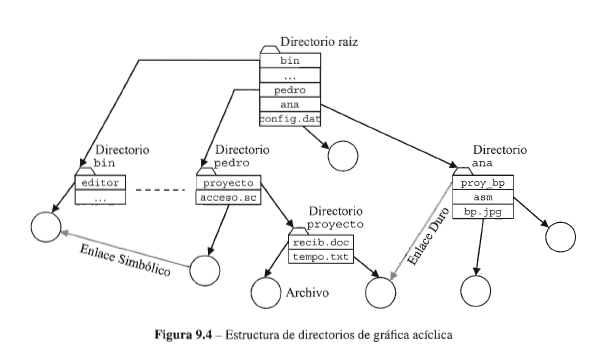 Directorio raíz
bin
...
pedro
ana
config.dat
Directorio
bin
editor
...
Directorio
pedro
proyecto
acceso.sc
Directorio
ana
proy_bp
asm
bp.jpg
Directorio
proyecto
recib.doc
tempo.txt
Enlace Simbólico
Enlace Duro
Archivo
Figura 9.4 – Estructura de directorios de gráfica acíclica